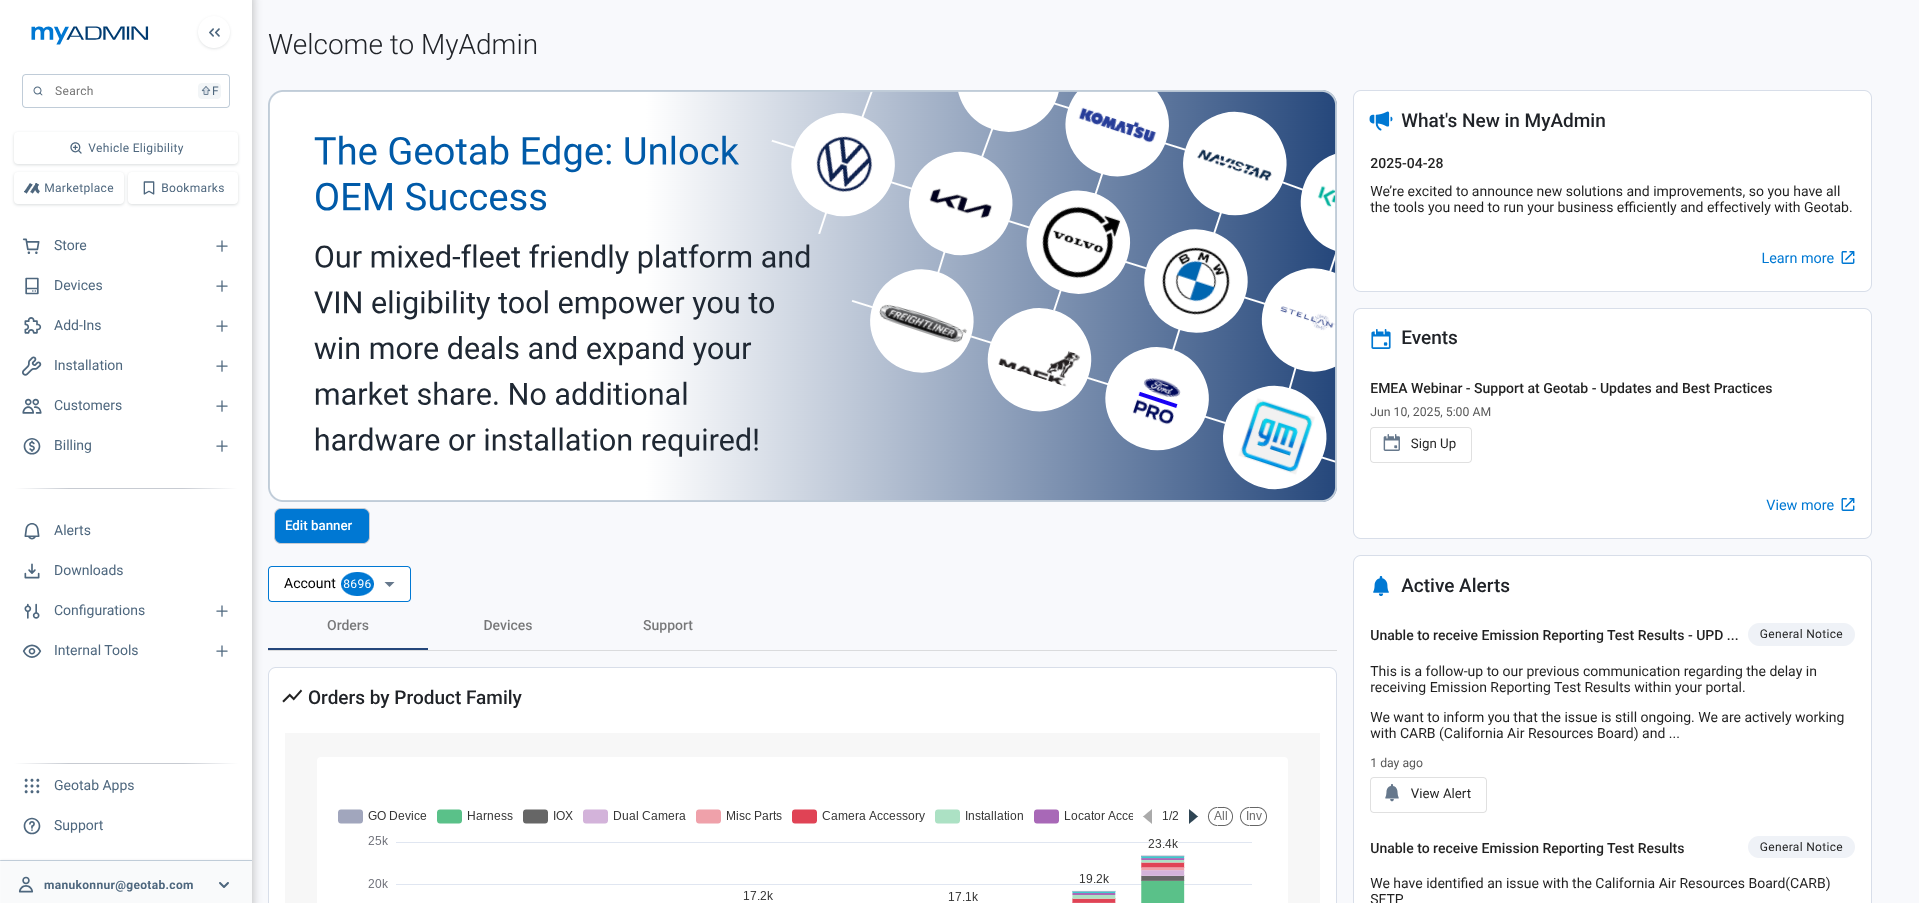 myADMIN
Search
⇧F
Vehicle Eligibility
Marketplace
Bookmarks
Store
Devices
Add-Ins
Installation
Customers
Billing
Alerts
Downloads
Configurations
Internal Tools
Geotab Apps
Support
manukonnur@geotab.com
Welcome to MyAdmin
The Geotab Edge: Unlock
OEM Success
Our mixed-fleet friendly platform and
VIN eligibility tool empower you to
win more deals and expand your
market share. No additional
hardware or installation required!
KOMATSU
NAVISTAR
KIA
VOLVO
BMW
FREIGHTLINER
MACK
Ford
PRO
gm
Edit banner
Account 8696
Orders
Devices
Support
Orders by Product Family
GO Device
Harness
IOX
Dual Camera
Misc Parts
Camera Accessory
Installation
Locator Acce
1/2
All
Inv
25k
23.4k
20k
19.2k
17.2k
17.1k
What's New in MyAdmin
2025-04-28
We're excited to announce new solutions and improvements, so you have all
the tools you need to run your business efficiently and effectively with Geotab.
Learn more
Events
EMEA Webinar - Support at Geotab - Updates and Best Practices
Jun 10, 2025, 5:00 AM
Sign Up
View more
Active Alerts
Unable to receive Emission Reporting Test Results - UPD ...
General Notice
This is a follow-up to our previous communication regarding the delay in
receiving Emission Reporting Test Results within your portal.
We want to inform you that the issue is still ongoing. We are actively working
with CARB (California Air Resources Board) and ...
1 day ago
View Alert
Unable to receive Emission Reporting Test Results
General Notice
We have identified an issue with the California Air Resources Board(CARB)
SFTP